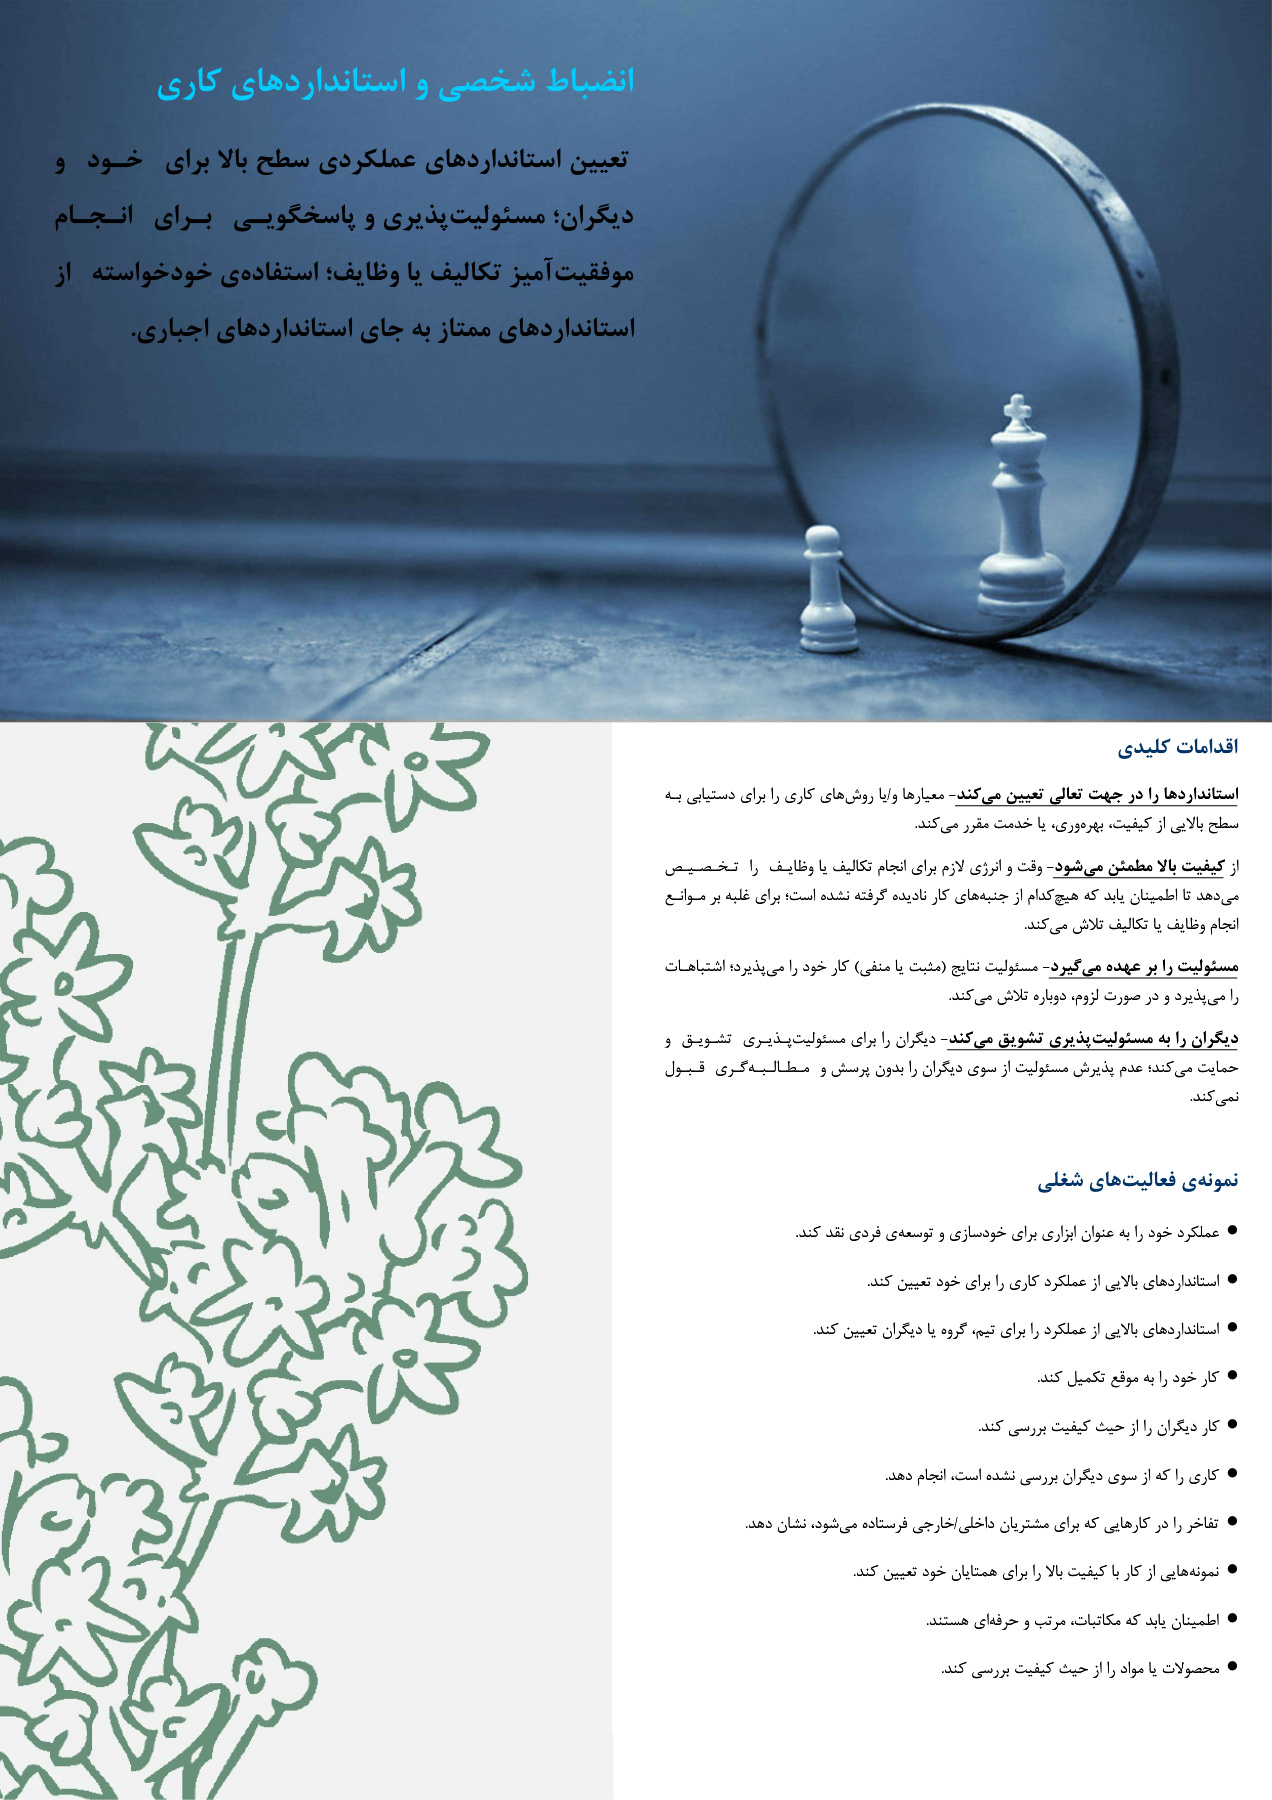 انضباط شخصی و استانداردهای کاری
تعیین استانداردهای عملکردی سطح بالا برای خود و
دیگران؛ مسئولیت‌پذیری و پاسخگویی برای انجام
موفقیت‌آمیز تکالیف یا وظایف؛ استفاده‌ی خودخواسته از
استانداردهای ممتاز به جای استانداردهای اجباری.
اقدامات کلیدی
استانداردها را در جهت تعالی تعیین می‌کند- معیارها و/یا روش‌های کاری را برای دستیابی به
سطح بالایی از کیفیت، بهره‌وری، یا خدمت مقرر می‌کند.
از کیفیت بالا مطمئن می‌شود- وقت و انرژی لازم برای انجام تکالیف یا وظایف را تخصیص
می‌دهد تا اطمینان یابد که هیچ‌کدام از جنبه‌های کار نادیده گرفته نشده است؛ برای غلبه بر موانع
انجام وظایف یا تکالیف تلاش می‌کند.
مسئولیت را بر عهده می‌گیرد- مسئولیت نتایج (مثبت یا منفی) کار خود را می‌پذیرد؛ اشتباهات
را می‌پذیرد و در صورت لزوم، دوباره تلاش می‌کند.
دیگران را به مسئولیت‌پذیری تشویق می‌کند- دیگران را برای مسئولیت‌پذیری تشویق و
حمایت می‌کند؛ عدم پذیرش مسئولیت از سوی دیگران را بدون پرسش و مطالبه‌گری قبول
نمی‌کند.
نمونه‌ی فعالیت‌های شغلی
● عملکرد خود را به عنوان ابزاری برای خودسازی و توسعه‌ی فردی نقد کند.
● استانداردهای بالایی از عملکرد کاری را برای خود تعیین کند.
● استانداردهای بالایی از عملکرد را برای تیم، گروه یا دیگران تعیین کند.
● کار خود را به موقع تکمیل کند.
● کار دیگران را از حیث کیفیت بررسی کند.
● کاری را که از سوی دیگران بررسی نشده است، انجام دهد.
● تفاخر را در کارهایی که برای مشتریان داخلی/خارجی فرستاده می‌شود، نشان دهد.
● نمونه‌هایی از کار با کیفیت بالا را برای همتایان خود تعیین کند.
● اطمینان یابد که مکاتبات، مرتب و حرفه‌ای هستند.
● محصولات یا مواد را از حیث کیفیت بررسی کند.